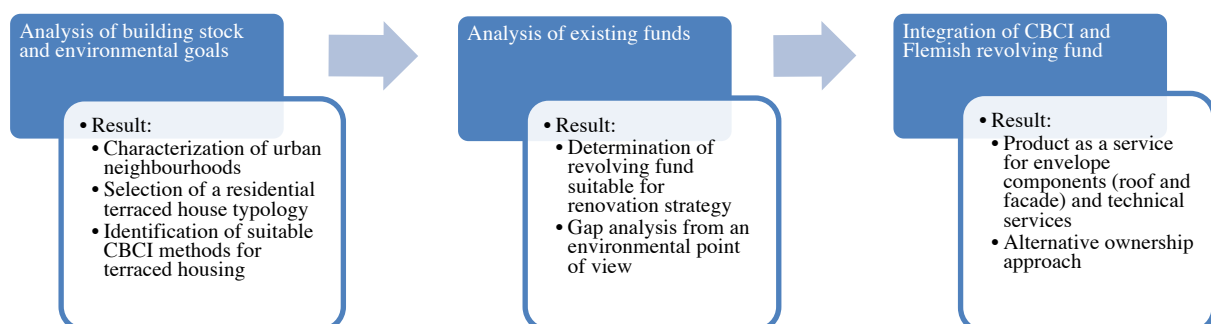 Analysis of building stock
and environmental goals
• Result:
• Characterization of urban
neighbourhoods
• Selection of a residential
terraced house typology
• Identification of suitable
CBCI methods for
terraced housing
Analysis of existing funds
• Result:
• Determination of
revolving fund
suitable for
renovation strategy
• Gap analysis from an
environmental point
of view
Integration of CBCI and
Flemish revolving fund
• Result:
• Product as a service
for envelope
components (roof and
facade) and technical
services
• Alternative ownership
approach